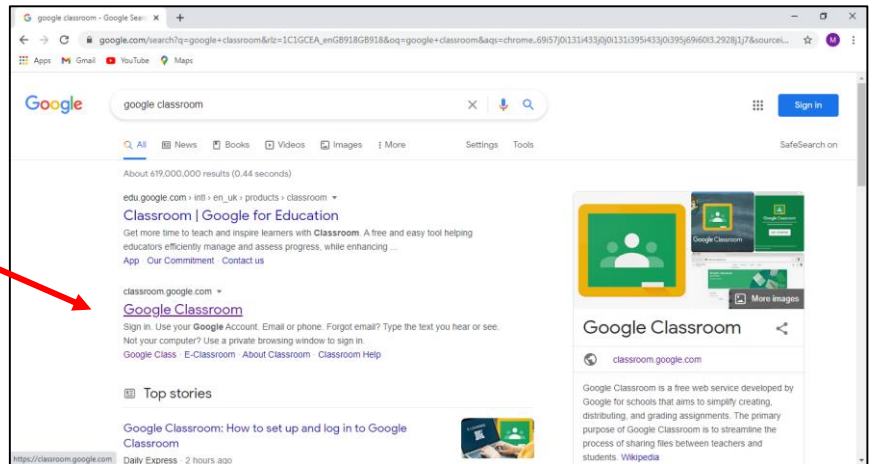 google classroom - Google Sear
google.com/search?q=google+classroom&rlz=1C1GCEA_enGB918GB918&oq=google+classroom&aqs=chrome..69i57j0i131i433j0j0i131i395i433j0i395j69i60l3.2928j1j7&sourcei...
M
Apps Gmail YouTube Maps
Google
google classroom
Sign in
All News Books Videos Images More Settings Tools
SafeSearch on
About 619,000,000 results (0.44 seconds)
edu.google.com › intl › en_uk › products › classroom
Classroom | Google for Education
Get more time to teach and inspire learners with Classroom. A free and easy tool helping
educators efficiently manage and assess progress, while enhancing ...
App · Our Commitment · Contact us
classroom.google.com
Google Classroom
Sign in. Use your Google Account. Email or phone. Forgot email? Type the text you hear or see.
Not your computer? Use a private browsing window to sign in.
Google Class · E-Classroom · About Classroom · Classroom Help
Top stories
Google Classroom: How to set up and log in to Google
Classroom
Daily Express · 2 hours ago
https://classroom.google.com
Google Classroom
Google Classroom
More images
Google Classroom
classroom.google.com
Google Classroom is a free web service developed by
Google for schools that aims to simplify creating,
distributing, and grading assignments. The primary
purpose of Google Classroom is to streamline the
process of sharing files between teachers and
students. Wikipedia